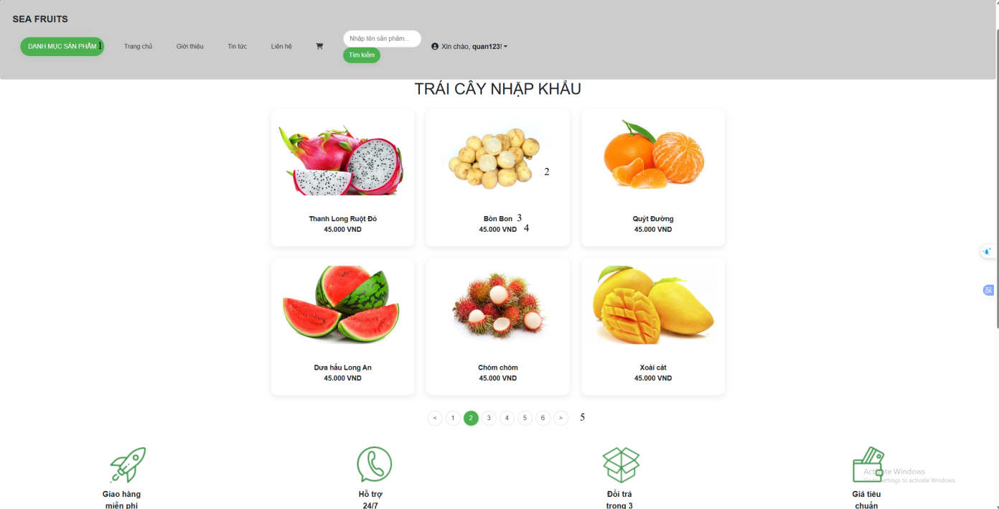 SEA FRUITS
DANH MỤC SẢN PHẨM 1
Trang chủ
Giới thiệu
Tin tức
Liên hệ
Nhập tên sản phẩm...
Tìm kiếm
Xin chào, quan123!
TRÁI CÂY NHẬP KHẨU
2
Thanh Long Ruột Đỏ
45.000 VND
Bòn Bon 3
45.000 VND 4
Quýt Đường
45.000 VND
Dưa hấu Long An
45.000 VND
Chôm chôm
45.000 VND
Xoài cát
45.000 VND
< 1 2 3 4 5 6 > 5
Giao hàng
miễn phí
Hỗ trợ
24/7
Đổi trả
trong 3
Giá tiêu
chuẩn
Activate Windows
Go to Settings to activate Windows.